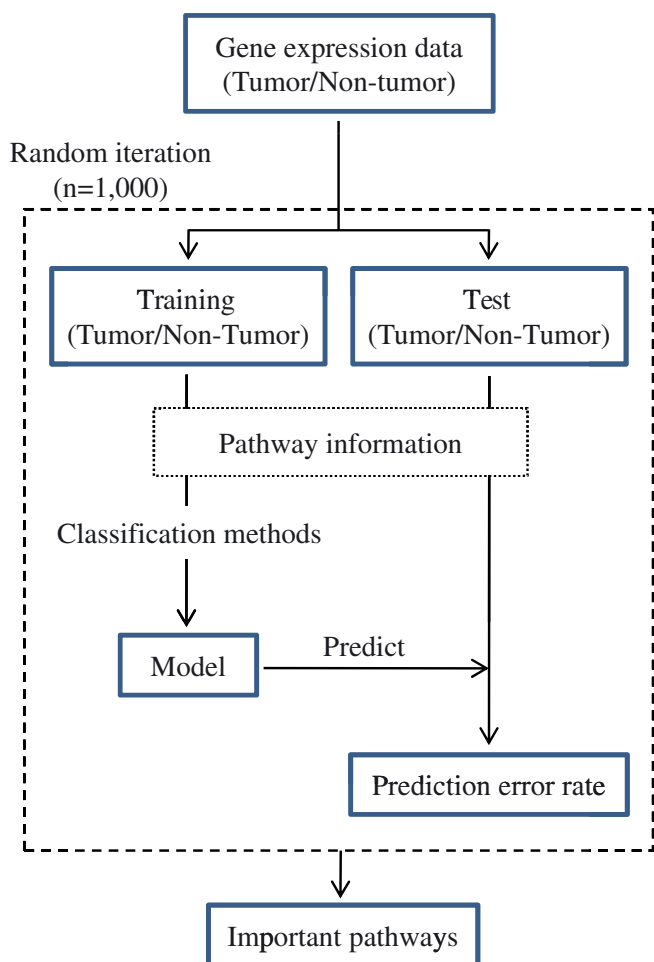 Gene expression data
(Tumor/Non-tumor)
Random iteration
(n=1,000)
Training
(Tumor/Non-Tumor)
Test
(Tumor/Non-Tumor)
Pathway information
Classification methods
Model
Predict
Prediction error rate
Important pathways